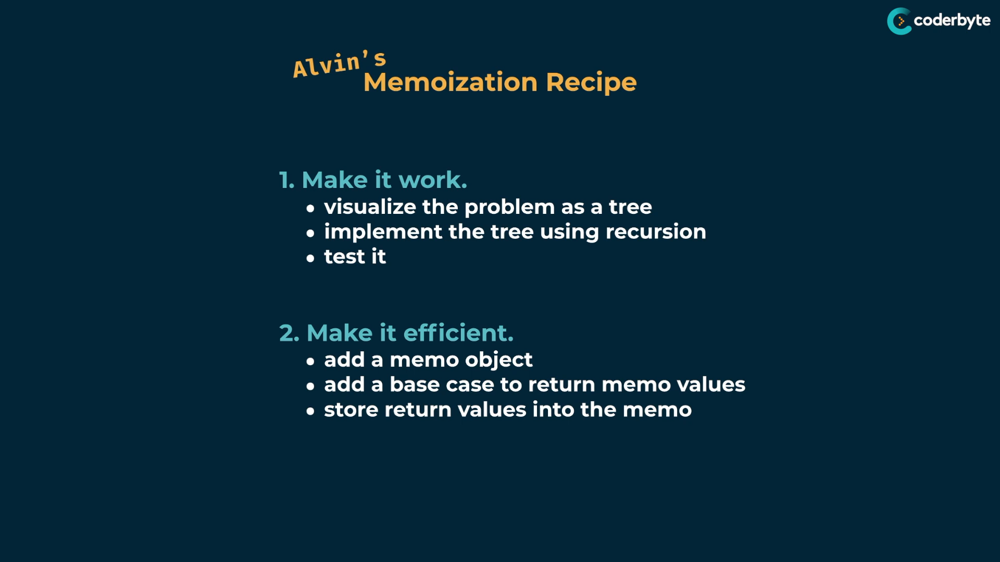 coderbyte
Alvin's
Memoization Recipe
1. Make it work.
• visualize the problem as a tree
• implement the tree using recursion
• test it
2. Make it efficient.
• add a memo object
• add a base case to return memo values
• store return values into the memo